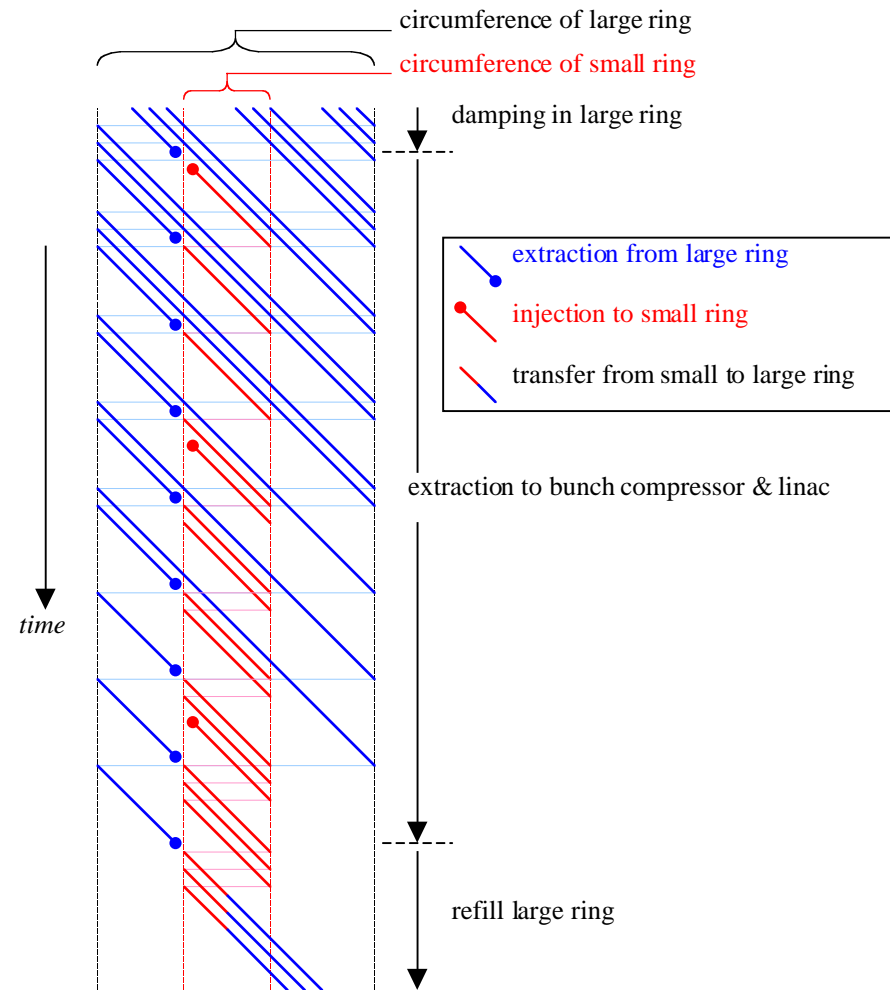 circumference of large ring
circumference of small ring
damping in large ring
extraction from large ring
injection to small ring
transfer from small to large ring
extraction to bunch compressor & linac
time
refill large ring